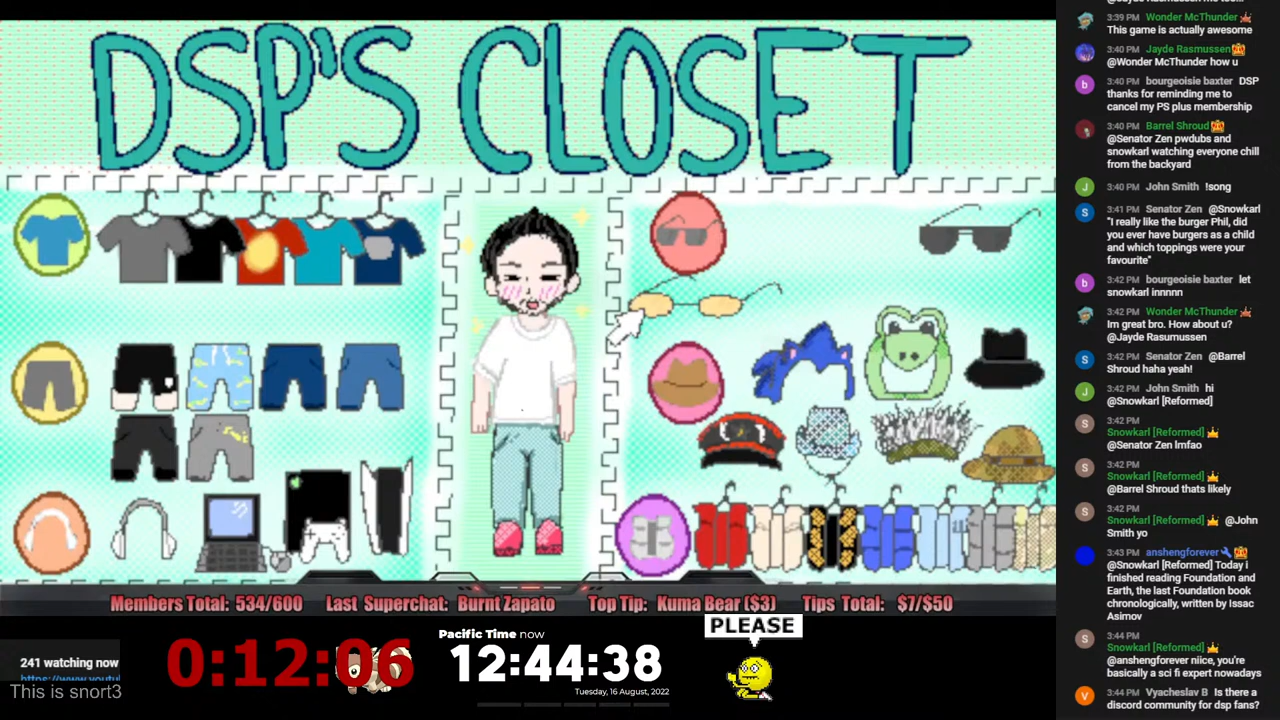 DSP'S CLOSET
Members Total: 534/600 Last Superchat: Burnt Zapato Top Tip: Kuma Bear ($3) Tips Total: $7/$50
PLEASE
241 watching now
This is snort3
0:12:06
Pacific Time now
12:44:38
Tuesday, 16 August, 2022
3:39 PM Wonder McThunder
This game is actually awesome
3:40 PM Jayde Rasmussen
@Wonder McThunder how u
3:40 PM bourgeoisie baxter DSP
thanks for reminding me to
cancel my PS plus membership
3:40 PM Barrel Shroud
@Senator Zen pwdubs and
snowkarl watching everyone chill
from the backyard
3:40 PM John Smith !song
3:41 PM Senator Zen @Snowkarl
"I really like the burger Phil, did
you ever have burgers as a child
and which toppings were your
favourite"
3:42 PM bourgeoisie baxter let
snowkarl innnnn
3:42 PM Wonder McThunder
Im great bro. How about u?
@Jayde Rasumussen
3:42 PM Senator Zen @Barrel
Shroud haha yeah!
3:42 PM John Smith hi
@Snowkarl [Reformed]
3:42 PM
Snowkarl [Reformed]
@Senator Zen lmfao
3:42 PM
Snowkarl [Reformed]
@Barrel Shroud thats likely
3:42 PM
Snowkarl [Reformed] @John
Smith yo
3:43 PM anshengforever
@Snowkarl [Reformed] Today i
finished reading Foundation and
Earth, the last Foundation book
chronologically, written by Issac
Asimov
3:44 PM
Snowkarl [Reformed]
@anshengforever niice, you're
basically a sci fi expert nowadays
3:44 PM Vyacheslav B Is there a
discord community for dsp fans?